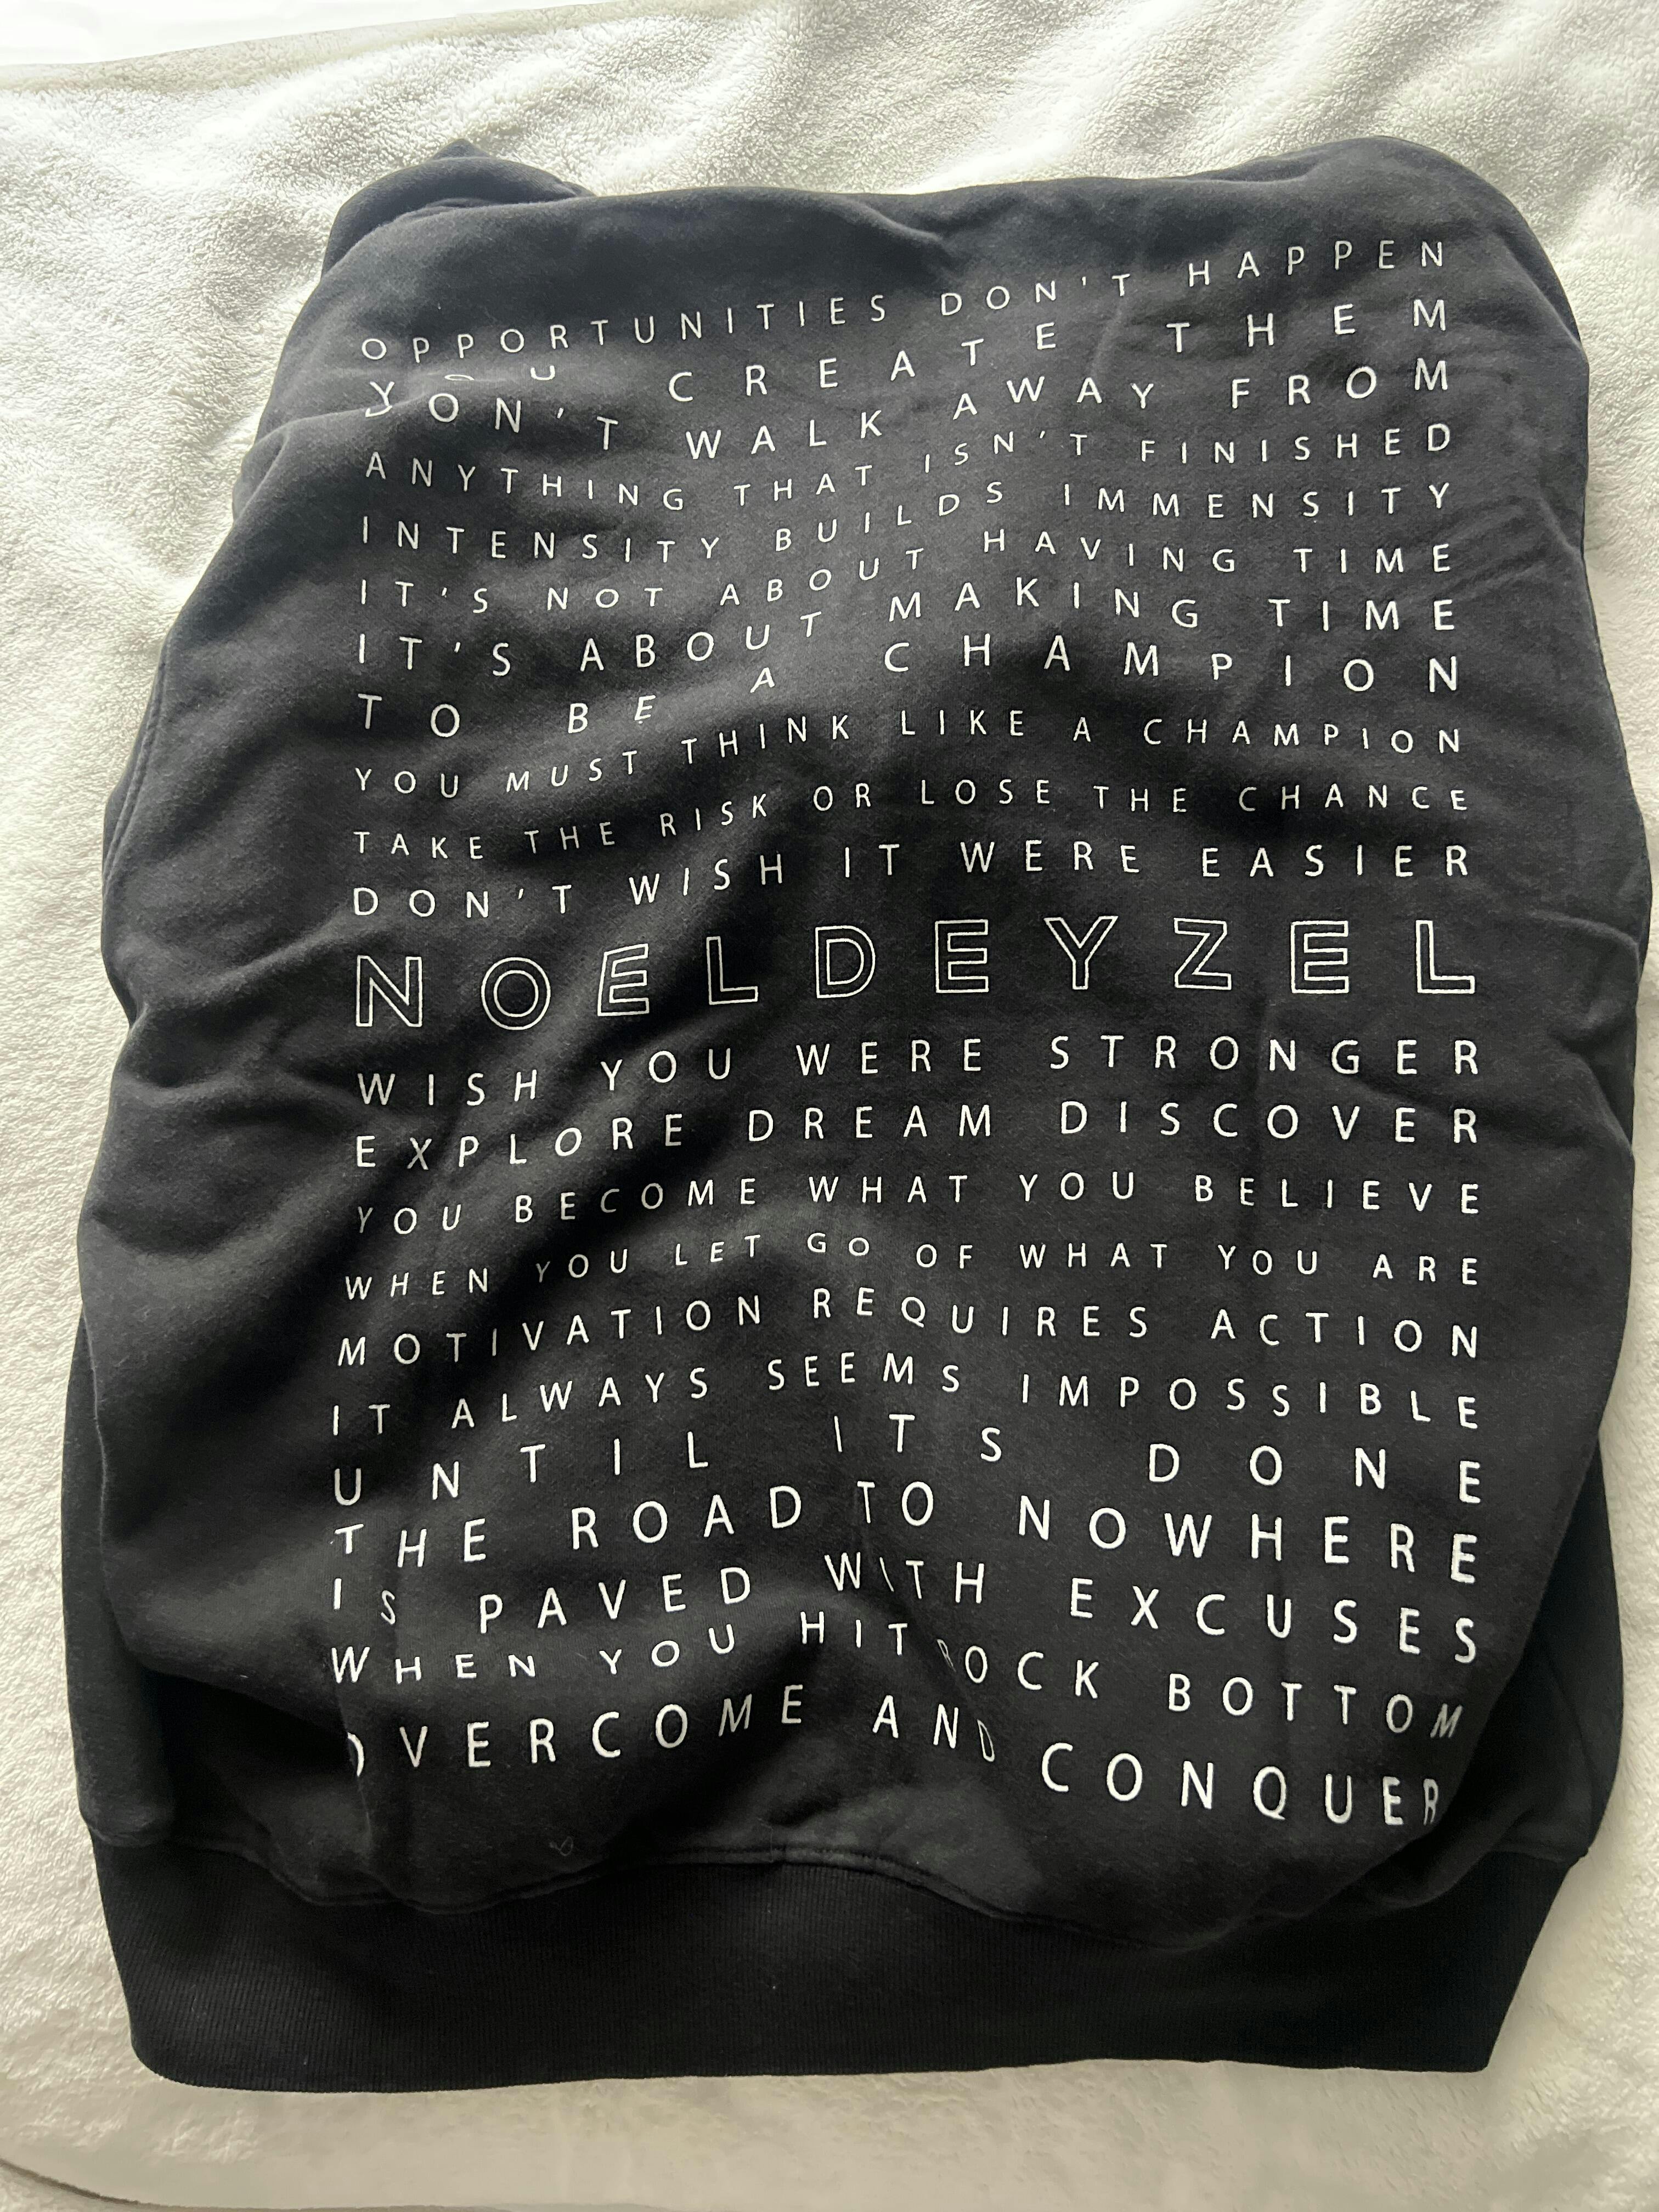 OPPORTUNITIES DON'T HAPPEN
YOU CREATE THEM
DON'T WALK AWAY FROM
ANYTHING THAT ISN'T FINISHED
INTENSITY BUILDS IMMENSITY
IT'S NOT ABOUT HAVING TIME
IT'S ABOUT MAKING TIME
TO BE A CHAMPION
YOU MUST THINK LIKE A CHAMPION
TAKE THE RISK OR LOSE THE CHANCE
DON'T WISH IT WERE EASIER
NOELDEYZEL
WISH YOU WERE STRONGER
EXPLORE DREAM DISCOVER
YOU BECOME WHAT YOU BELIEVE
WHEN YOU LET GO OF WHAT YOU ARE
MOTIVATION REQUIRES ACTION
IT ALWAYS SEEMS IMPOSSIBLE
UNTIL ITS DONE
THE ROAD TO NOWHERE
IS PAVED WITH EXCUSES
WHEN YOU HIT ROCK BOTTOM
OVERCOME AND CONQUER